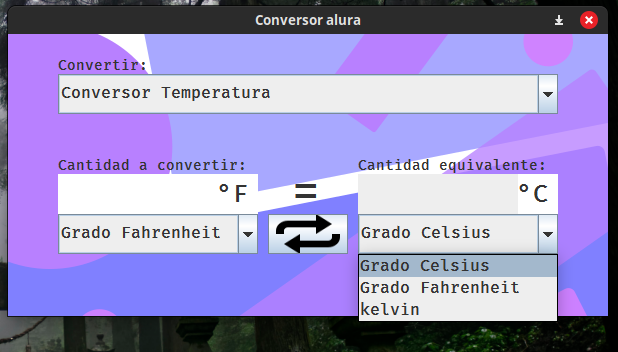 Conversor alura
Convertir:
Conversor Temperatura
Cantidad a convertir:
Cantidad equivalente:
°F
=
°C
Grado Fahrenheit
Grado Celsius
Grado Celsius
Grado Fahrenheit
kelvin